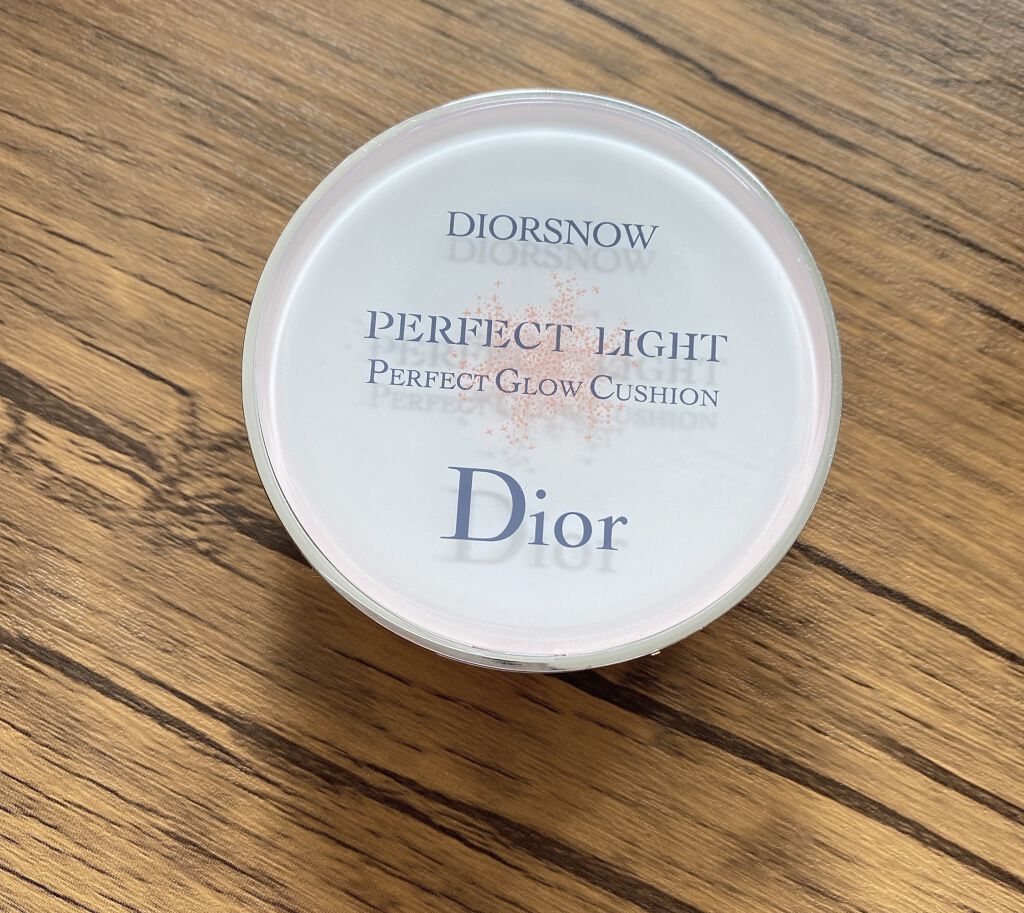 DIORSNOW
PERFECT LIGHT
PERFECT GLOW CUSHION
Dior